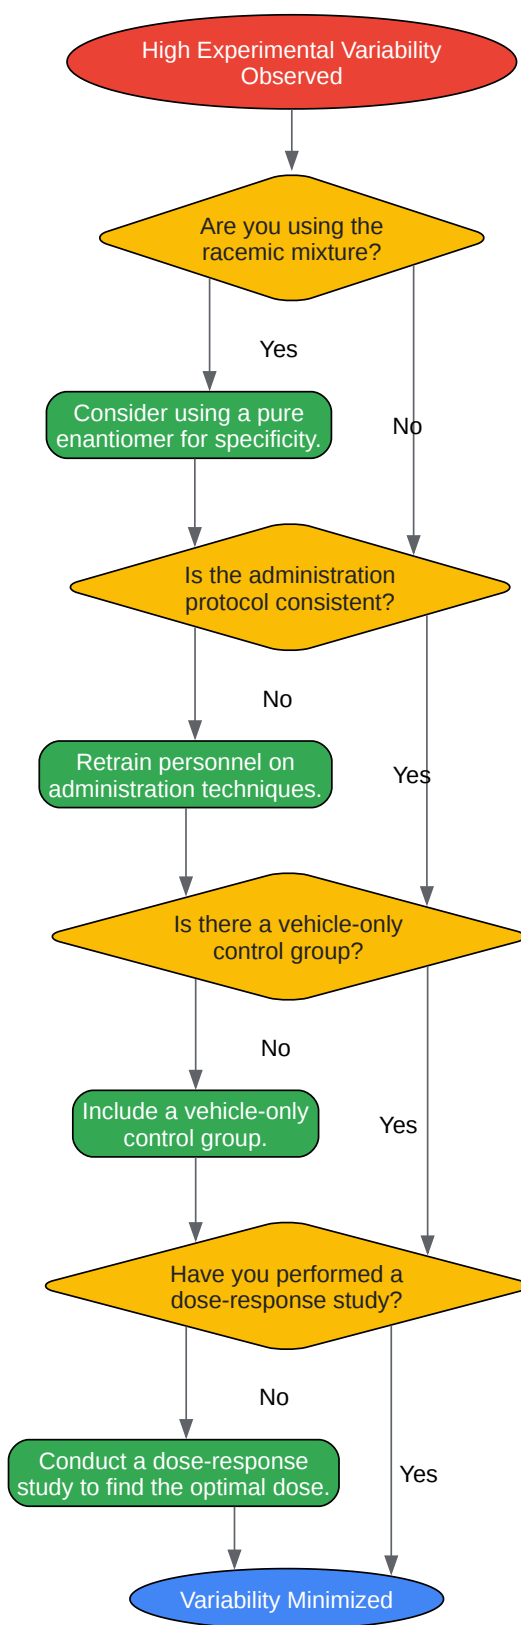 High Experimental Variability
Observed
Are you using the
racemic mixture?
Yes
Consider using a pure
enantiomer for specificity.
No
Is the administration
protocol consistent?
No
Retrain personnel on
administration techniques.
Yes
Is there a vehicle-only
control group?
No
Include a vehicle-only
control group.
Yes
Have you performed a
dose-response study?
No
Conduct a dose-response
study to find the optimal dose.
Yes
Variability Minimized